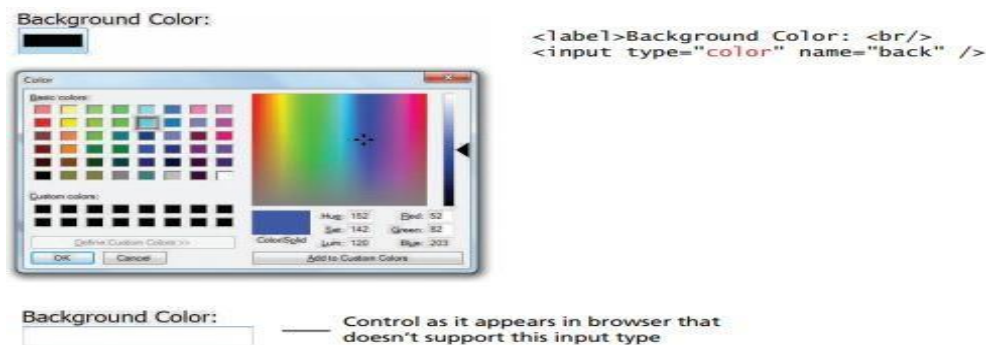 Background Color:
<label>Background Color: <br/>
<input type="color" name="back" />
Color
Basic colors:
Custom colors:
Define Custom Colors >>
OK Cancel
Color|Solid
Hue: 152 Red: 52
Sat: 142 Green: 82
Lum: 120 Blue: 203
Add to Custom Colors
Background Color:
Control as it appears in browser that
doesn't support this input type